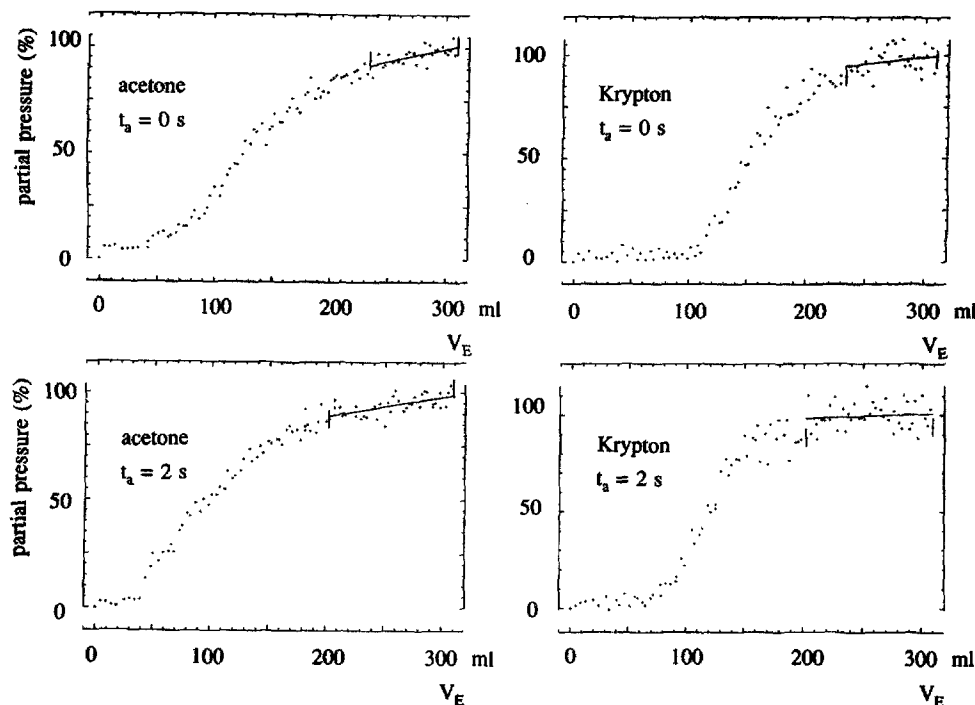 partial pressure (%)
100
50
0
acetone
t_a = 0 s
0 100 200 300 ml
V_E
100
50
0
Krypton
t_a = 0 s
0 100 200 300 ml
V_E
partial pressure (%)
100
50
0
acetone
t_a = 2 s
0 100 200 300 ml
V_E
100
50
0
Krypton
t_a = 2 s
0 100 200 300 ml
V_E